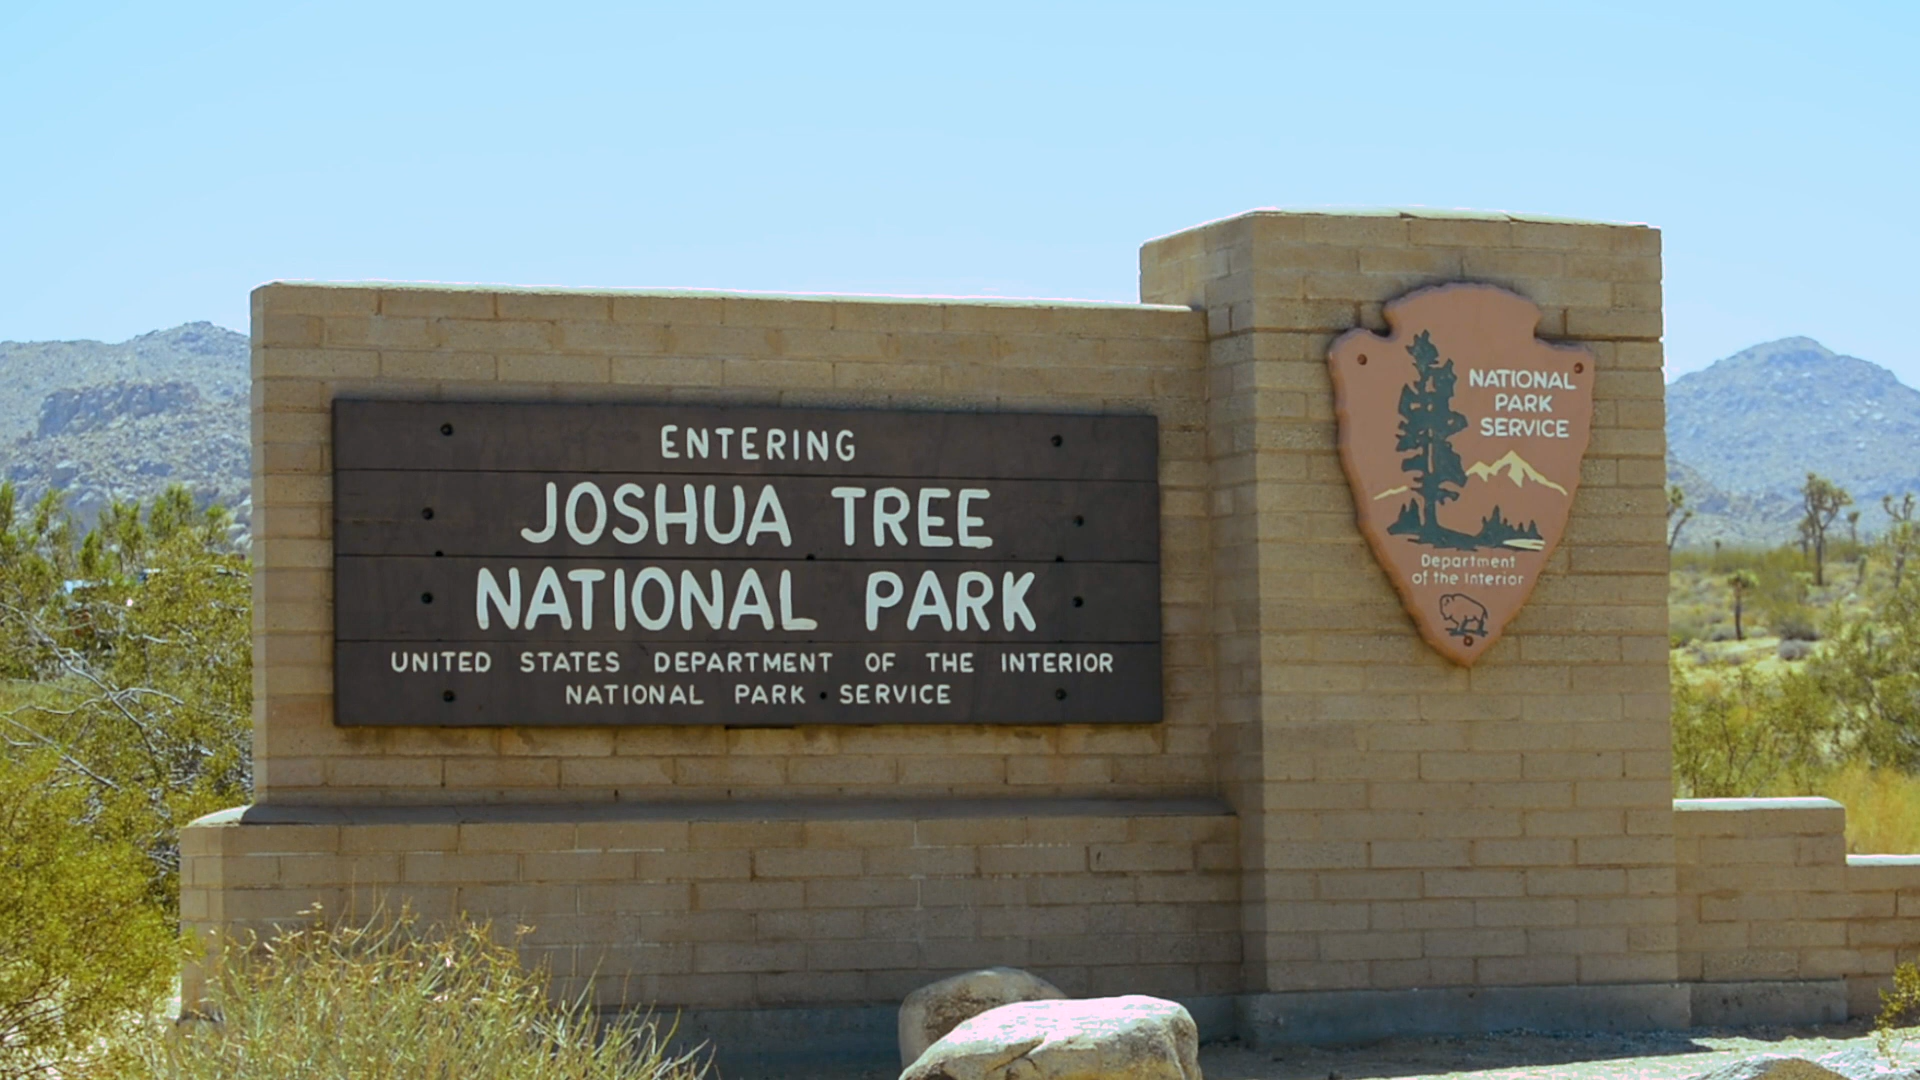 ENTERING
JOSHUA TREE
NATIONAL PARK
UNITED STATES DEPARTMENT OF THE INTERIOR
NATIONAL PARK SERVICE
NATIONAL
PARK
SERVICE
Department
of the Interior